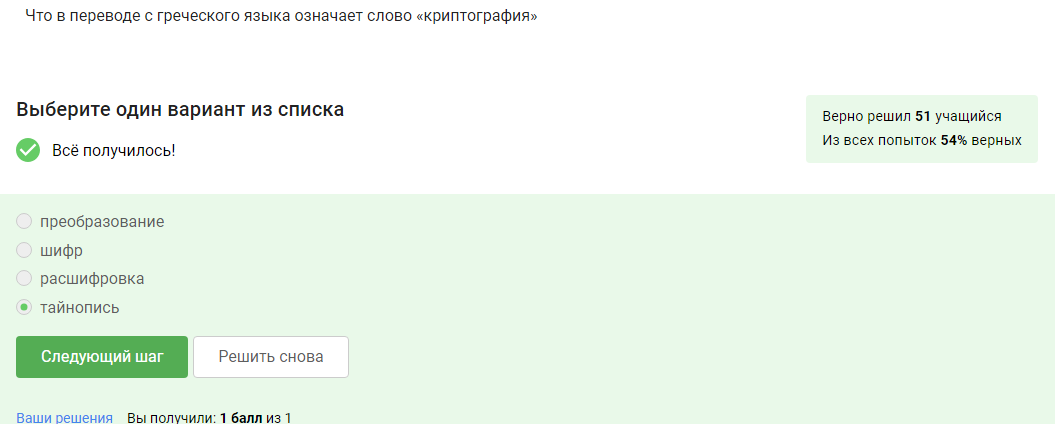 Что в переводе с греческого языка означает слово «криптография»
Выберите один вариант из списка
Всё получилось!
Верно решил 51 учащийся
Из всех попыток 54% верных
преобразование
шифр
расшифровка
тайнопись
Следующий шаг
Решить снова
Ваши решения Вы получили: 1 балл из 1